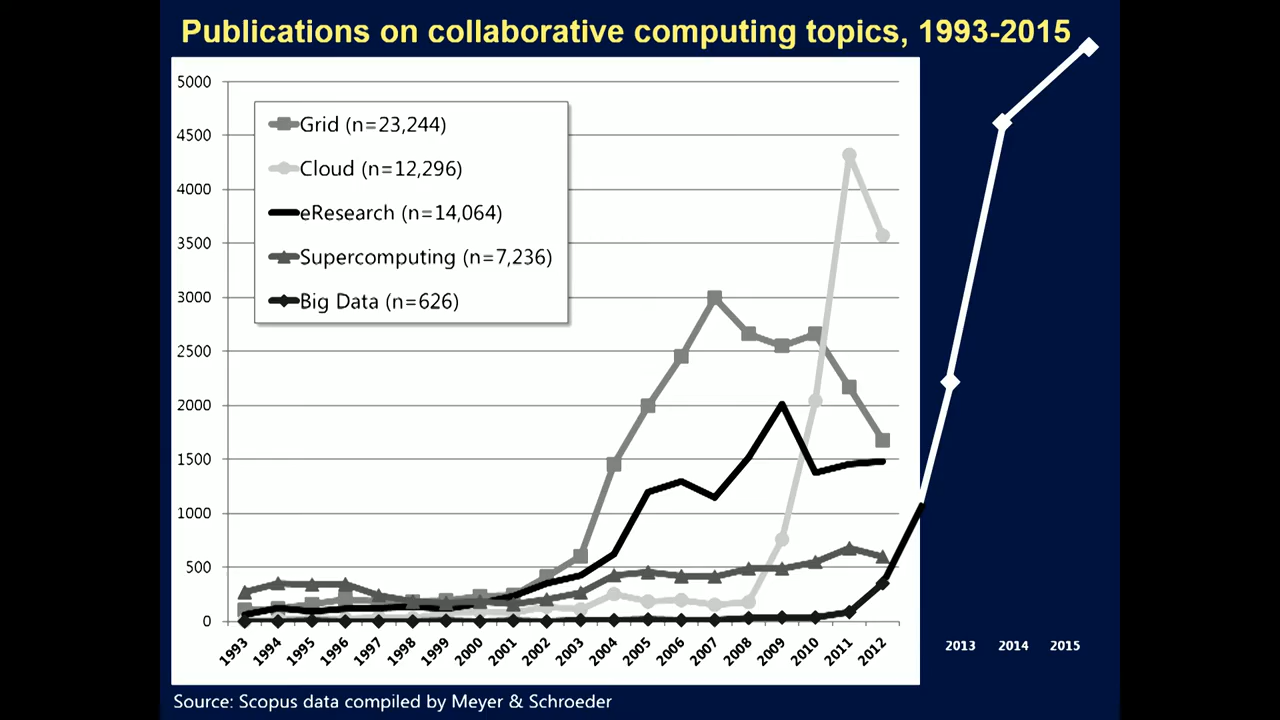 Publications on collaborative computing topics, 1993-2015
5000
4500
4000
3500
3000
2500
2000
1500
1000
500
0
Grid (n=23,244)
Cloud (n=12,296)
eResearch (n=14,064)
Supercomputing (n=7,236)
Big Data (n=626)
1993 1994 1995 1996 1997 1998 1999 2000 2001 2002 2003 2004 2005 2006 2007 2008 2009 2010 2011 2012 2013 2014 2015
Source: Scopus data compiled by Meyer & Schroeder